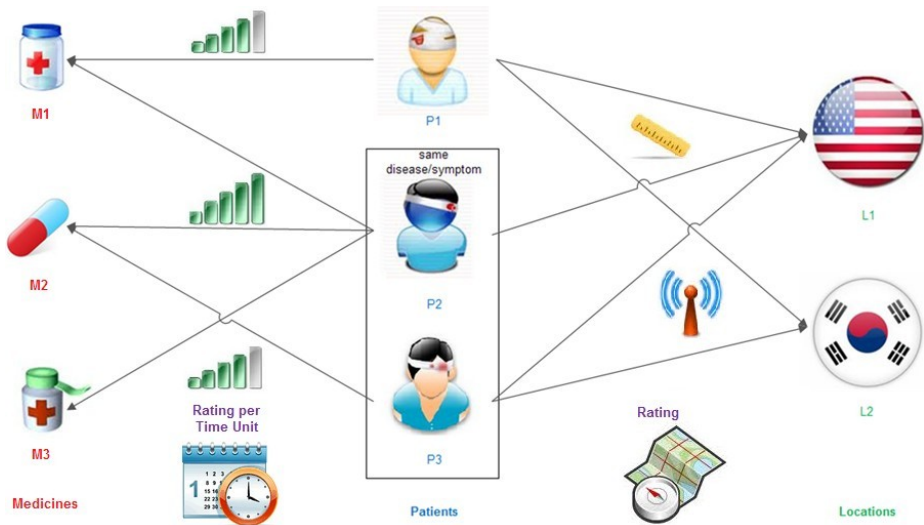 M1
P1
same
disease/symptom
L1
M2
P2
L2
Rating per
Time Unit
Rating
M3
P3
Medicines
Patients
Locations